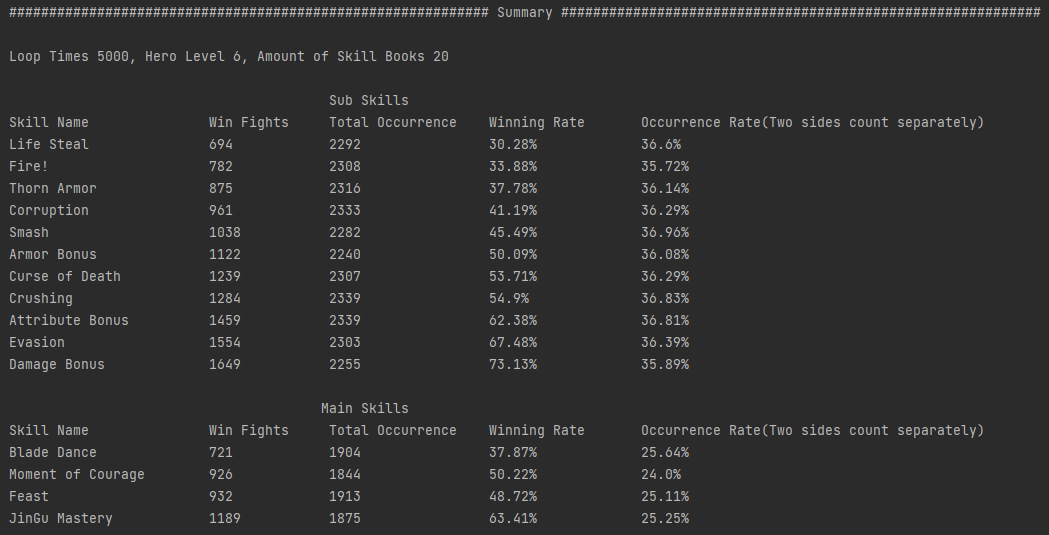 ############################################################ Summary ############################################################
Loop Times 5000, Hero Level 6, Amount of Skill Books 20
Sub Skills
Skill Name Win Fights Total Occurrence Winning Rate Occurrence Rate(Two sides count separately)
Life Steal 694 2292 30.28% 36.6%
Fire! 782 2308 33.88% 35.72%
Thorn Armor 875 2316 37.78% 36.14%
Corruption 961 2333 41.19% 36.29%
Smash 1038 2282 45.49% 36.96%
Armor Bonus 1122 2240 50.09% 36.08%
Curse of Death 1239 2307 53.71% 36.29%
Crushing 1284 2339 54.9% 36.83%
Attribute Bonus 1459 2339 62.38% 36.81%
Evasion 1554 2303 67.48% 36.39%
Damage Bonus 1649 2255 73.13% 35.89%
Main Skills
Skill Name Win Fights Total Occurrence Winning Rate Occurrence Rate(Two sides count separately)
Blade Dance 721 1904 37.87% 25.64%
Moment of Courage 926 1844 50.22% 24.0%
Feast 932 1913 48.72% 25.11%
JinGu Mastery 1189 1875 63.41% 25.25%